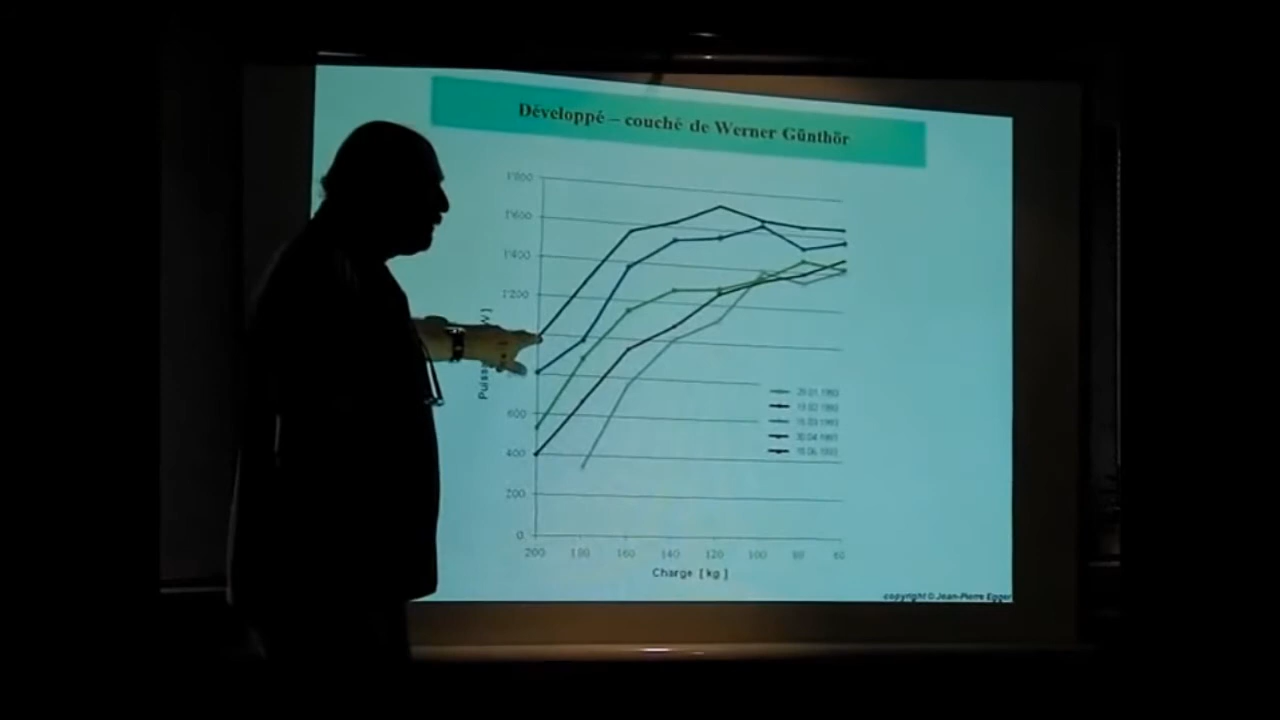 Développé – couché de Werner Günthör
1'800
1'600
1'400
1'200
600
400
200
0
200 180 160 140 120 100 80 60
Charge [ kg ]
copyright © Jean-Pierre Egger